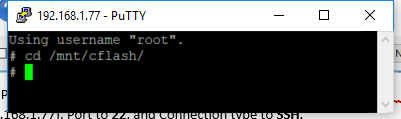 192.168.1.77 - PuTTY
Using username "root".
# cd /mnt/cflash/
#
.168.1.77), Port to 22, and Connection type to SSH.